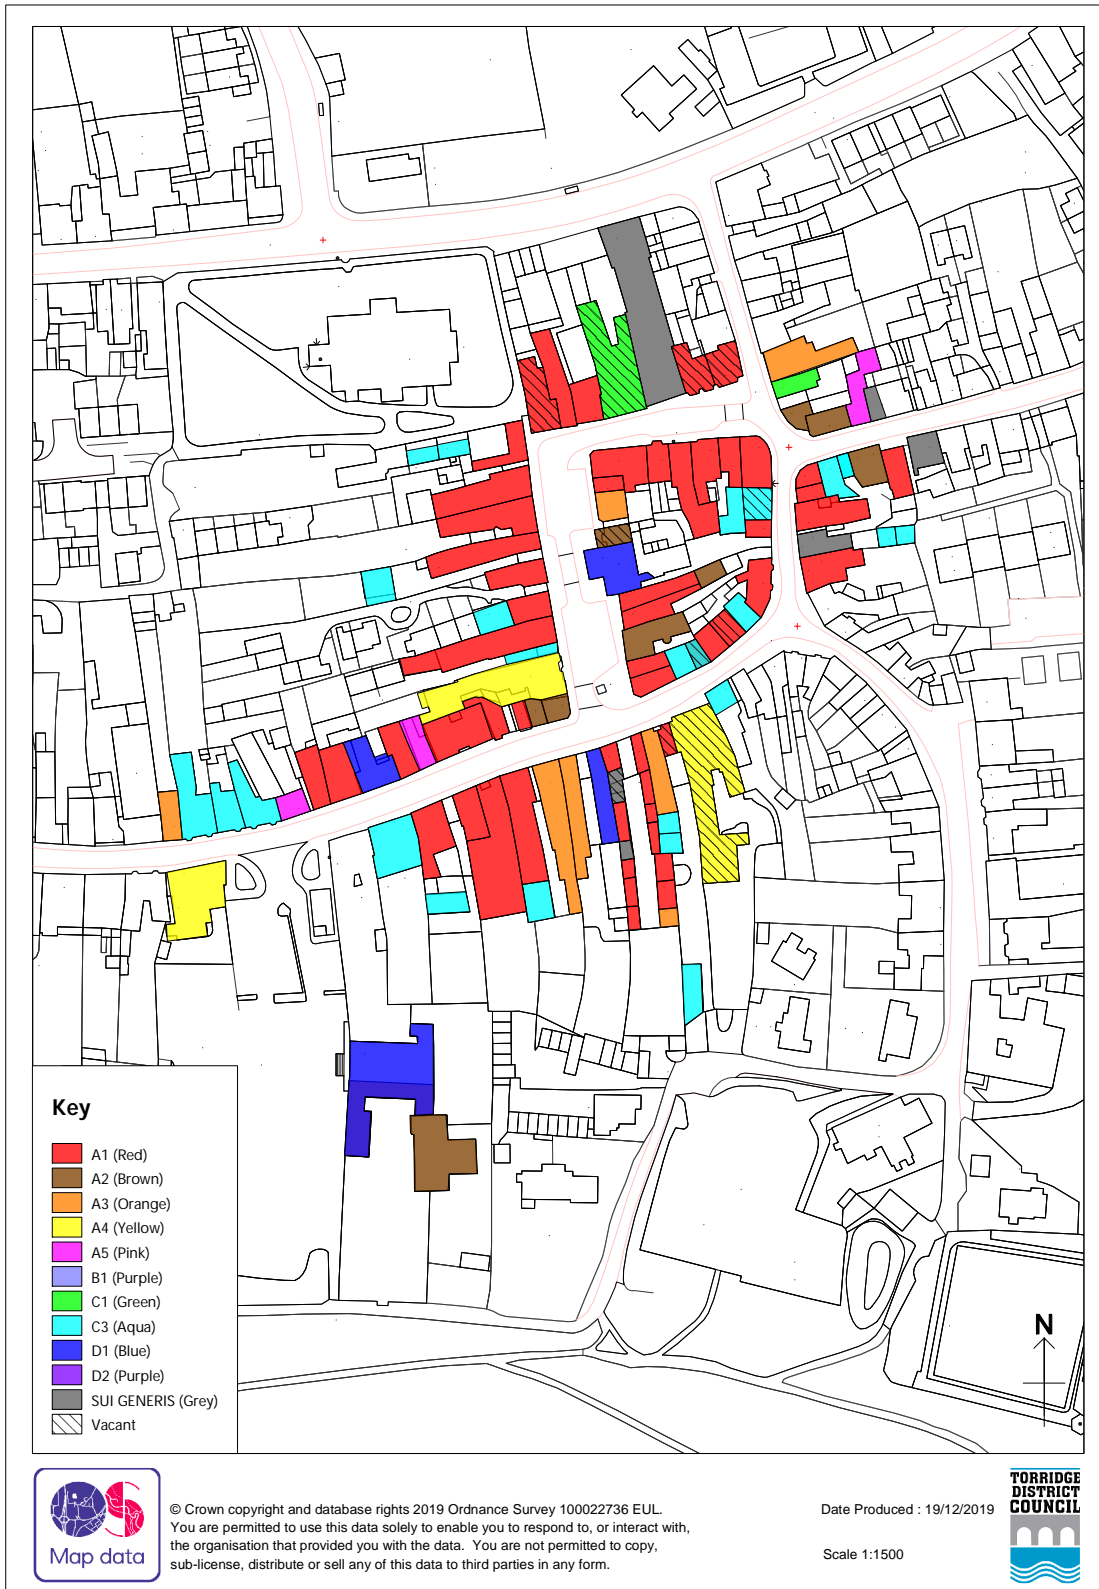 Key
A1 (Red)
A2 (Brown)
A3 (Orange)
A4 (Yellow)
A5 (Pink)
B1 (Purple)
C1 (Green)
C3 (Aqua)
D1 (Blue)
D2 (Purple)
SUI GENERIS (Grey)
Vacant
N
OS
Map data
© Crown copyright and database rights 2019 Ordnance Survey 100022736 EUL.
You are permitted to use this data solely to enable you to respond to, or interact with,
the organisation that provided you with the data. You are not permitted to copy,
sub-license, distribute or sell any of this data to third parties in any form.
Date Produced : 19/12/2019
Scale 1:1500
TORRIDGE
DISTRICT
COUNCIL